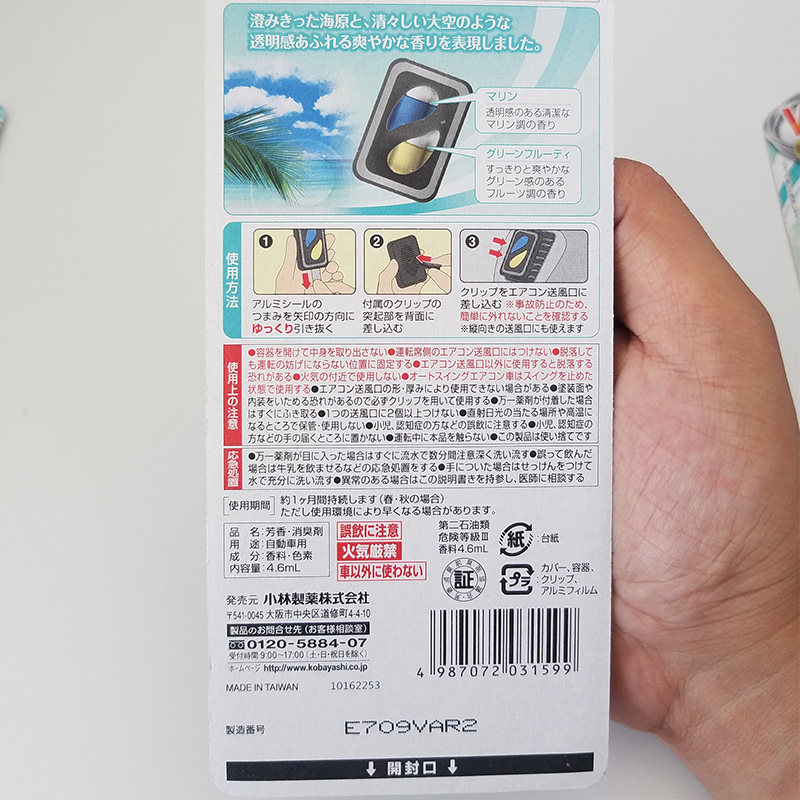 澄みきった海原と、清々しい大空のような
透明感あふれる爽やかな香りを表現しました。
マリン
透明感のある清潔な
マリン調の香り
グリーンフルーティ
すっきりと爽やかな
グリーン感のある
フルーツ調の香り
使用方法
1
アルミシールの
つまみを矢印の方向に
ゆっくり引き抜く
2
付属のクリップの
突起部を背面に
差し込む
3
クリップをエアコン送風口に
差し込む ※事故防止のため、
簡単に外れないことを確認する
※縦向きの送風口にも使えます
使用上の注意
●容器を開けて中身を取り出さない●運転席側のエアコン送風口にはつけない●脱落して
も運転の妨げにならない位置に固定する●エアコン送風口以外に使用すると脱落する
恐れがある●火気の付近で使用しない●オートスイングエアコン車はスイングを止めた
状態で使用する●エアコン送風口の形・厚みにより使用できない場合がある●塗装面や
内装をいためる恐れがあるので必ずクリップを用いて使用する●万一薬剤が付着した場合
はすぐにふき取る●1つの送風口に2個以上つけない●直射日光の当たる場所や高温に
なるところで保管・使用しない●小児、認知症の方などの誤飲に注意する●小児、認知症の
方などの手の届くところに置かない●運転中に本品を触らない●この製品は使い捨てです
応急処置
●万一薬剤が目に入った場合はすぐに流水で数分間注意深く洗い流す●誤って飲んだ
場合は牛乳を飲ませるなどの応急処置をする●手についた場合はせっけんをつけて
水で充分に洗い流す●異常のある場合はこの説明書きを持参し、医師に相談する
使用期間
約1ヶ月間持続します(春・秋の場合)
ただし使用環境により早くなる場合があります。
品 名:芳香・消臭剤
用 途:自動車用
成 分:香料・色素
内容量:4.6mL
誤飲に注意
火気厳禁
車以外に使わない
第二石油類
危険等級Ⅲ
香料4.6mL
証
紙
:台紙
プラ
カバー、容器、
:クリップ、
アルミフィルム
発売元 小林製薬株式会社
〒541-0045 大阪市中央区道修町4-4-10
製品のお問合せ先(お客様相談室)
0120-5884-07
受付時間 9:00~17:00(土・日・祝日を除く)
ホームページ http://www.kobayashi.co.jp
MADE IN TAIWAN 10162253
4 987072 031599
製造番号 E709VAR2
↓ 開封口 ↓